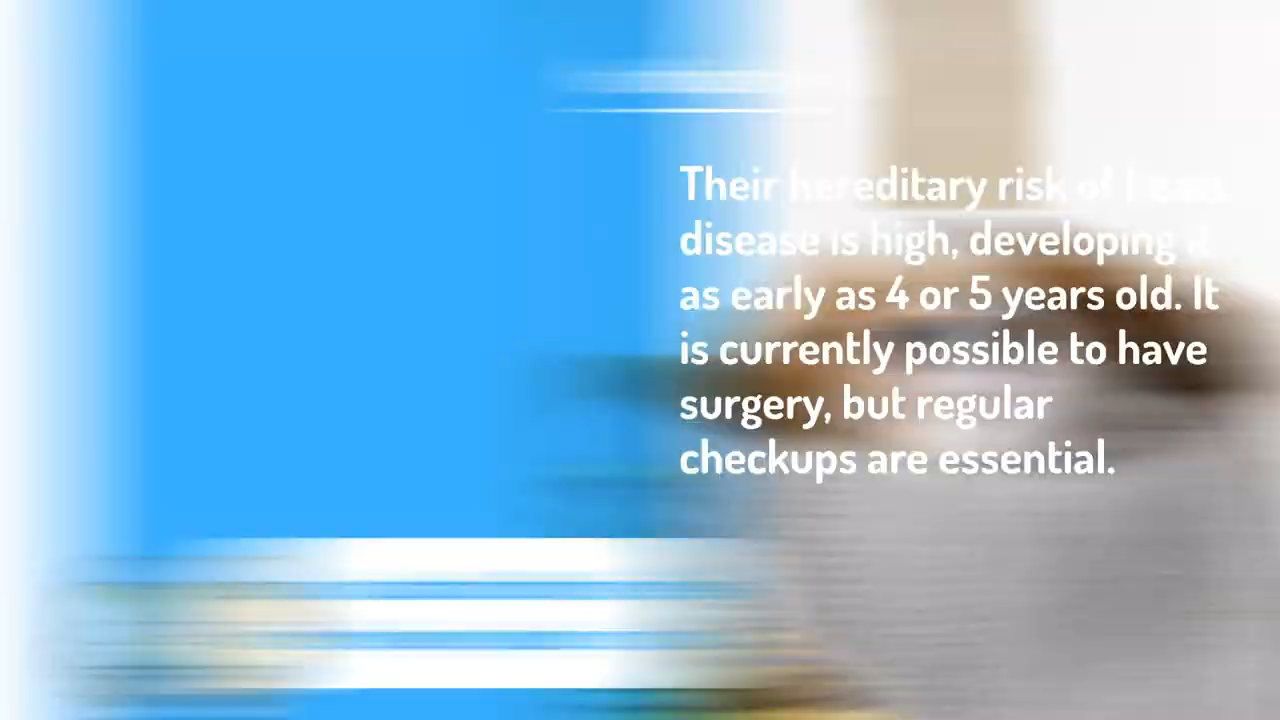 Their hereditary risk of heart
disease is high, developing it
as early as 4 or 5 years old. It
is currently possible to have
surgery, but regular
checkups are essential.